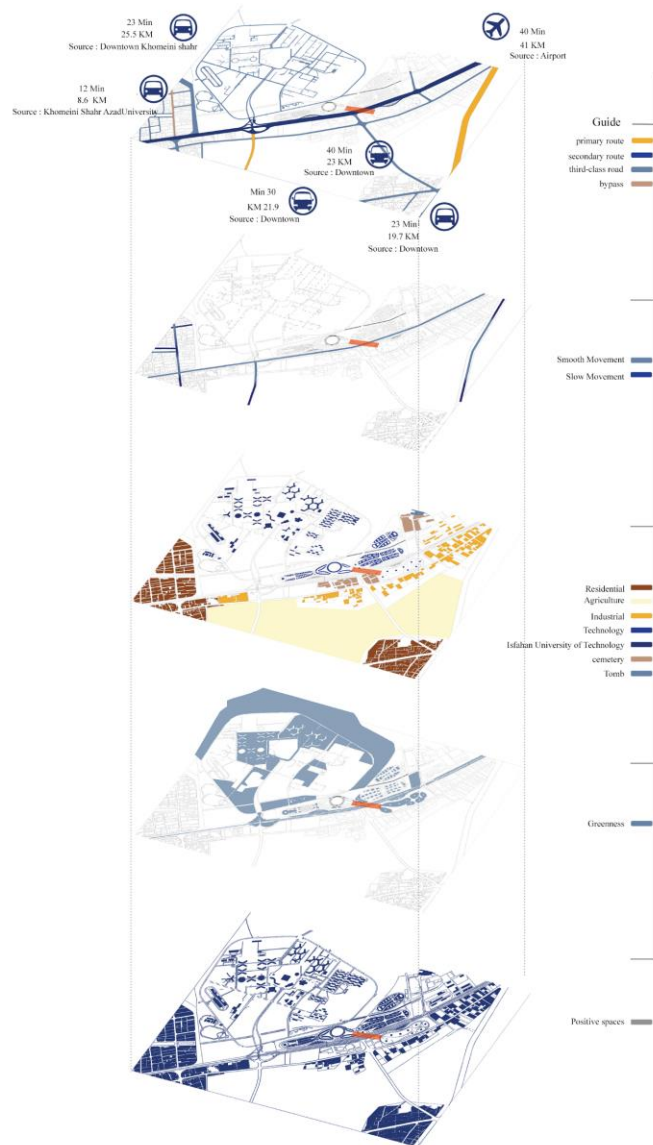 23 Min
25.5 KM
Source : Downtown Khomeini shahr
40 Min
41 KM
Source : Airport
12 Min
8.6 KM
Source : Khomeini Shahr AzadUniversity
40 Min
23 KM
Source : Downtown
Min 30
KM 21.9
Source : Downtown
23 Min
19.7 KM
Source : Downtown
Guide
primary route
secondary route
third-class road
bypass
Smooth Movement
Slow Movement
Residential
Agriculture
Industrial
Technology
Isfahan University of Technology
cemetery
Tomb
Greenness
Positive spaces